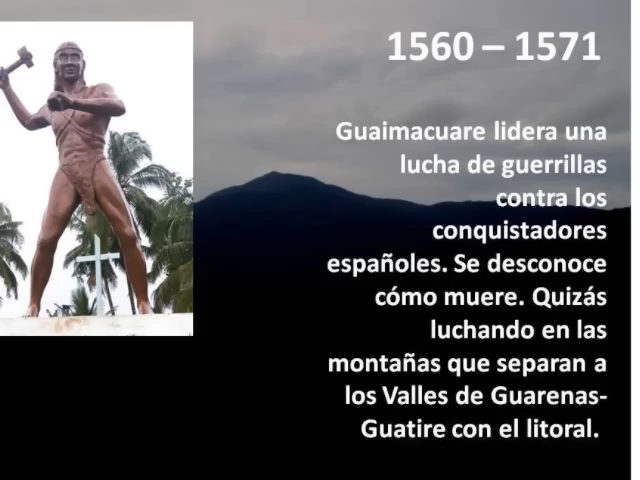 1560 – 1571
Guaimacuare lidera una
lucha de guerrillas
contra los
conquistadores
españoles. Se desconoce
cómo muere. Quizás
luchando en las
montañas que separan a
los Valles de Guarenas-
Guatire con el litoral.